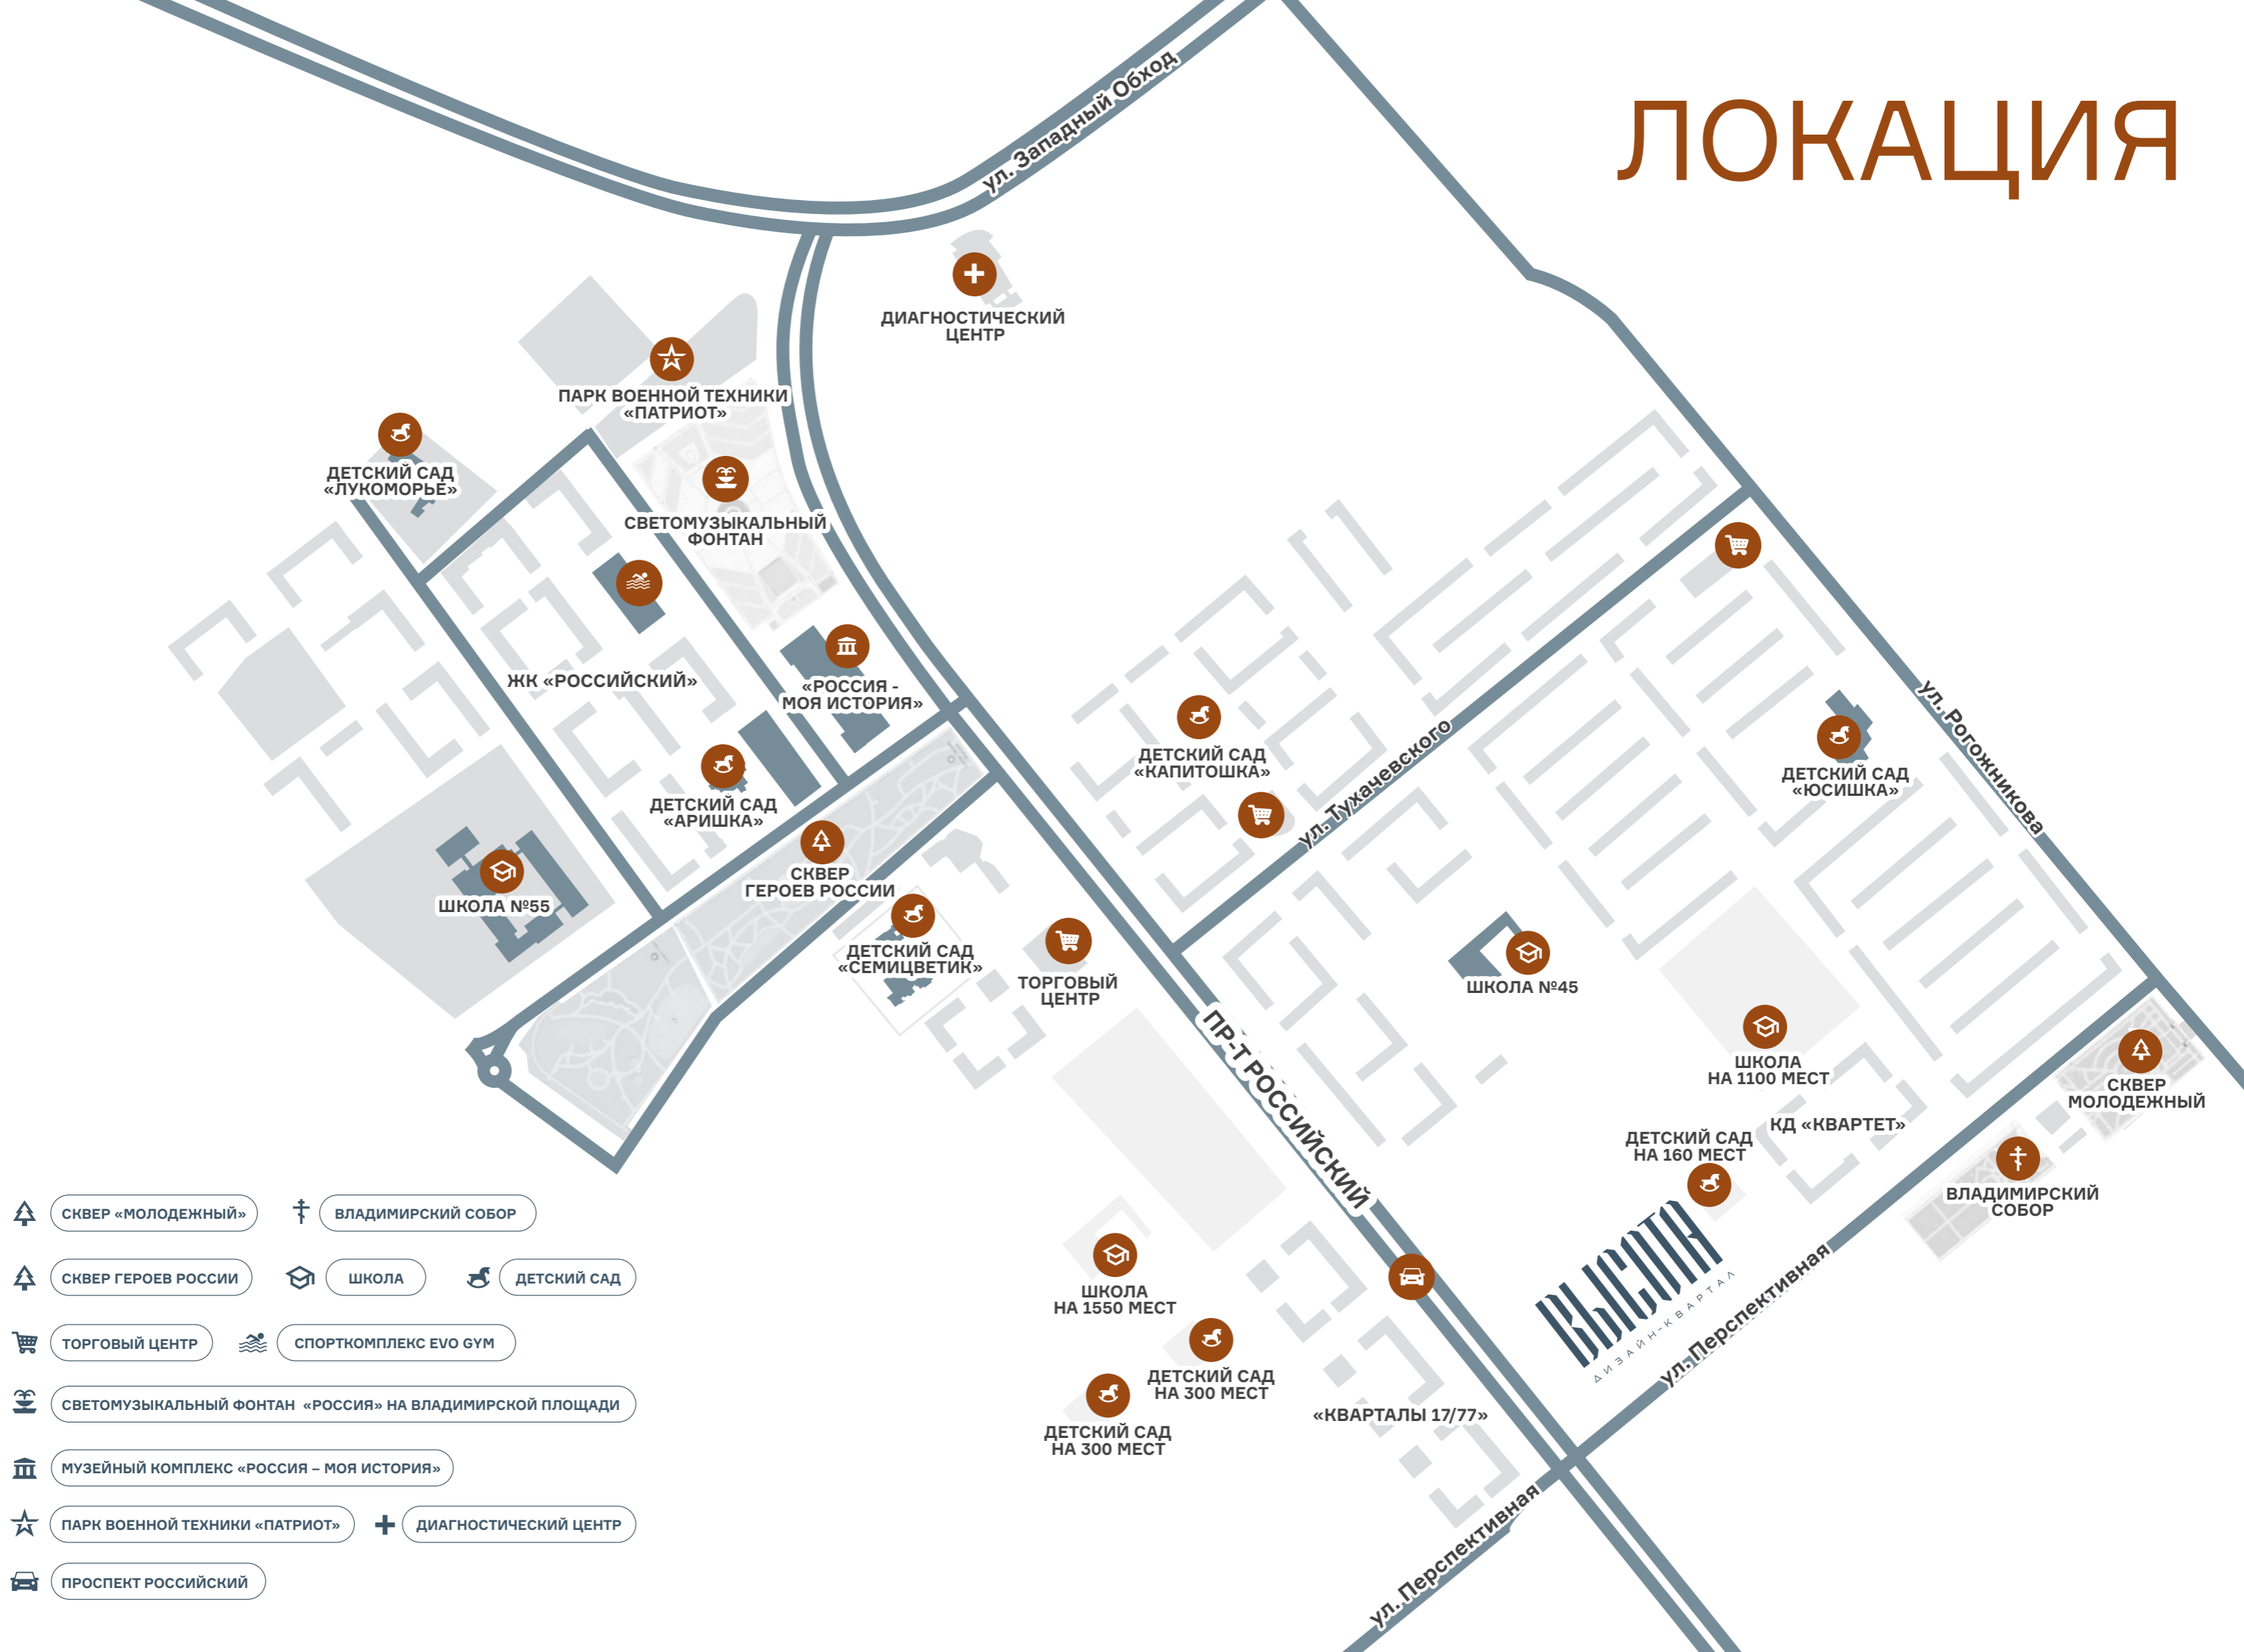 ЛОКАЦИЯ
ул. Западный Обход
ДИАГНОСТИЧЕСКИЙ
ЦЕНТР
ПАРК ВОЕННОЙ ТЕХНИКИ
«ПАТРИОТ»
ДЕТСКИЙ САД
«ЛУКОМОРЬЕ»
СВЕТОМУЗЫКАЛЬНЫЙ
ФОНТАН
ЖК «РОССИЙСКИЙ»
«РОССИЯ -
МОЯ ИСТОРИЯ»
ДЕТСКИЙ САД
«АРИШКА»
ДЕТСКИЙ САД
«КАПИТОШКА»
ул. Тухачевского
ул. Рогожникова
ДЕТСКИЙ САД
«ЮСИШКА»
СКВЕР
ГЕРОЕВ РОССИИ
ШКОЛА №55
ДЕТСКИЙ САД
«СЕМИЦВЕТИК»
ТОРГОВЫЙ
ЦЕНТР
ШКОЛА №45
ПР-Т РОССИЙСКИЙ
ШКОЛА
НА 1100 МЕСТ
СКВЕР
МОЛОДЕЖНЫЙ
КД «КВАРТЕТ»
ДЕТСКИЙ САД
НА 160 МЕСТ
ВЛАДИМИРСКИЙ
СОБОР
ВЫСОТА
ДИЗАЙН-КВАРТАЛ
ул. Перспективная
ШКОЛА
НА 1550 МЕСТ
ДЕТСКИЙ САД
НА 300 МЕСТ
ДЕТСКИЙ САД
НА 300 МЕСТ
«КВАРТАЛЫ 17/77»
ул. Перспективная
СКВЕР «МОЛОДЕЖНЫЙ»
ВЛАДИМИРСКИЙ СОБОР
СКВЕР ГЕРОЕВ РОССИИ
ШКОЛА
ДЕТСКИЙ САД
ТОРГОВЫЙ ЦЕНТР
СПОРТКОМПЛЕКС EVO GYM
СВЕТОМУЗЫКАЛЬНЫЙ ФОНТАН «РОССИЯ» НА ВЛАДИМИРСКОЙ ПЛОЩАДИ
МУЗЕЙНЫЙ КОМПЛЕКС «РОССИЯ – МОЯ ИСТОРИЯ»
ПАРК ВОЕННОЙ ТЕХНИКИ «ПАТРИОТ»
ДИАГНОСТИЧЕСКИЙ ЦЕНТР
ПРОСПЕКТ РОССИЙСКИЙ